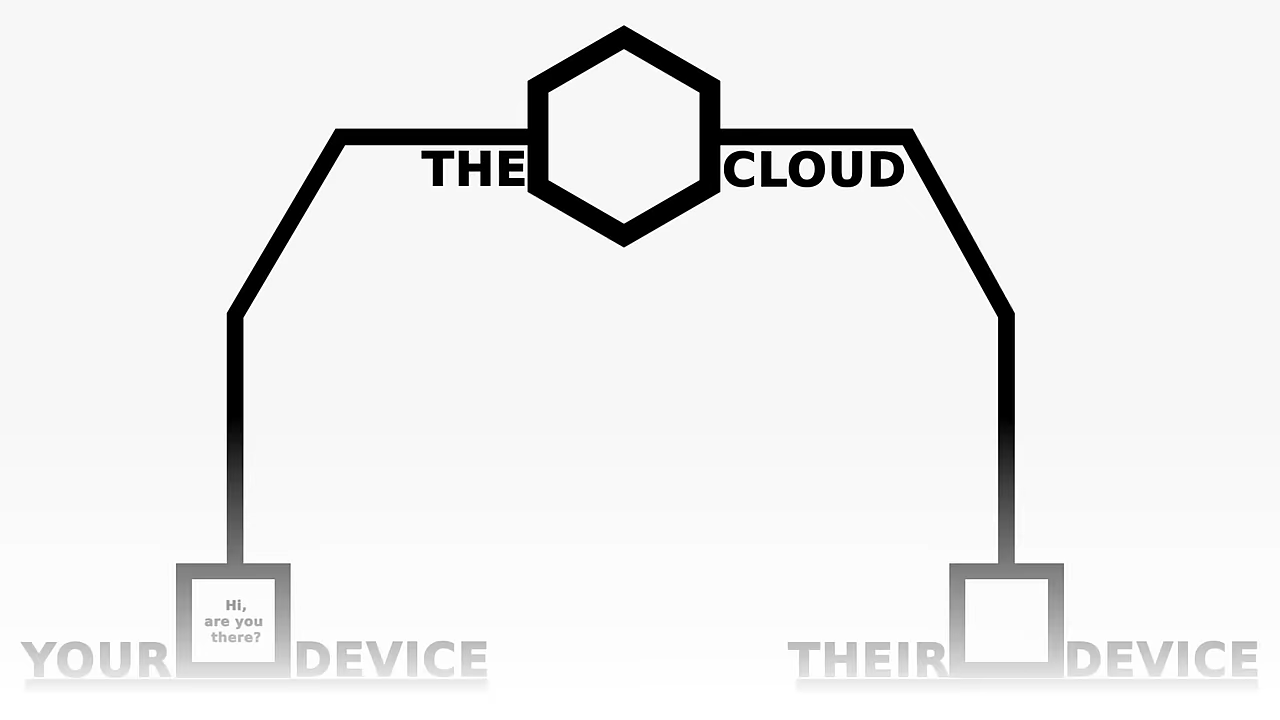 THE CLOUD
Hi,
are you
there?
YOUR DEVICE
THEIR DEVICE